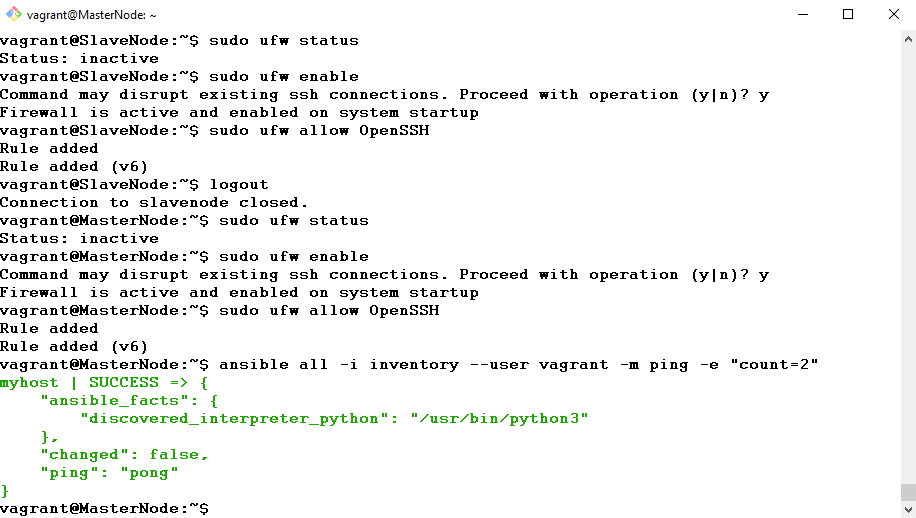 vagrant@MasterNode: ~
vagrant@SlaveNode:~$ sudo ufw status
Status: inactive
vagrant@SlaveNode:~$ sudo ufw enable
Command may disrupt existing ssh connections. Proceed with operation (y|n)? y
Firewall is active and enabled on system startup
vagrant@SlaveNode:~$ sudo ufw allow OpenSSH
Rule added
Rule added (v6)
vagrant@SlaveNode:~$ logout
Connection to slavenode closed.
vagrant@MasterNode:~$ sudo ufw status
Status: inactive
vagrant@MasterNode:~$ sudo ufw enable
Command may disrupt existing ssh connections. Proceed with operation (y|n)? y
Firewall is active and enabled on system startup
vagrant@MasterNode:~$ sudo ufw allow OpenSSH
Rule added
Rule added (v6)
vagrant@MasterNode:~$ ansible all -i inventory --user vagrant -m ping -e "count=2"
myhost | SUCCESS => {
    "ansible_facts": {
        "discovered_interpreter_python": "/usr/bin/python3"
    },
    "changed": false,
    "ping": "pong"
}
vagrant@MasterNode:~$